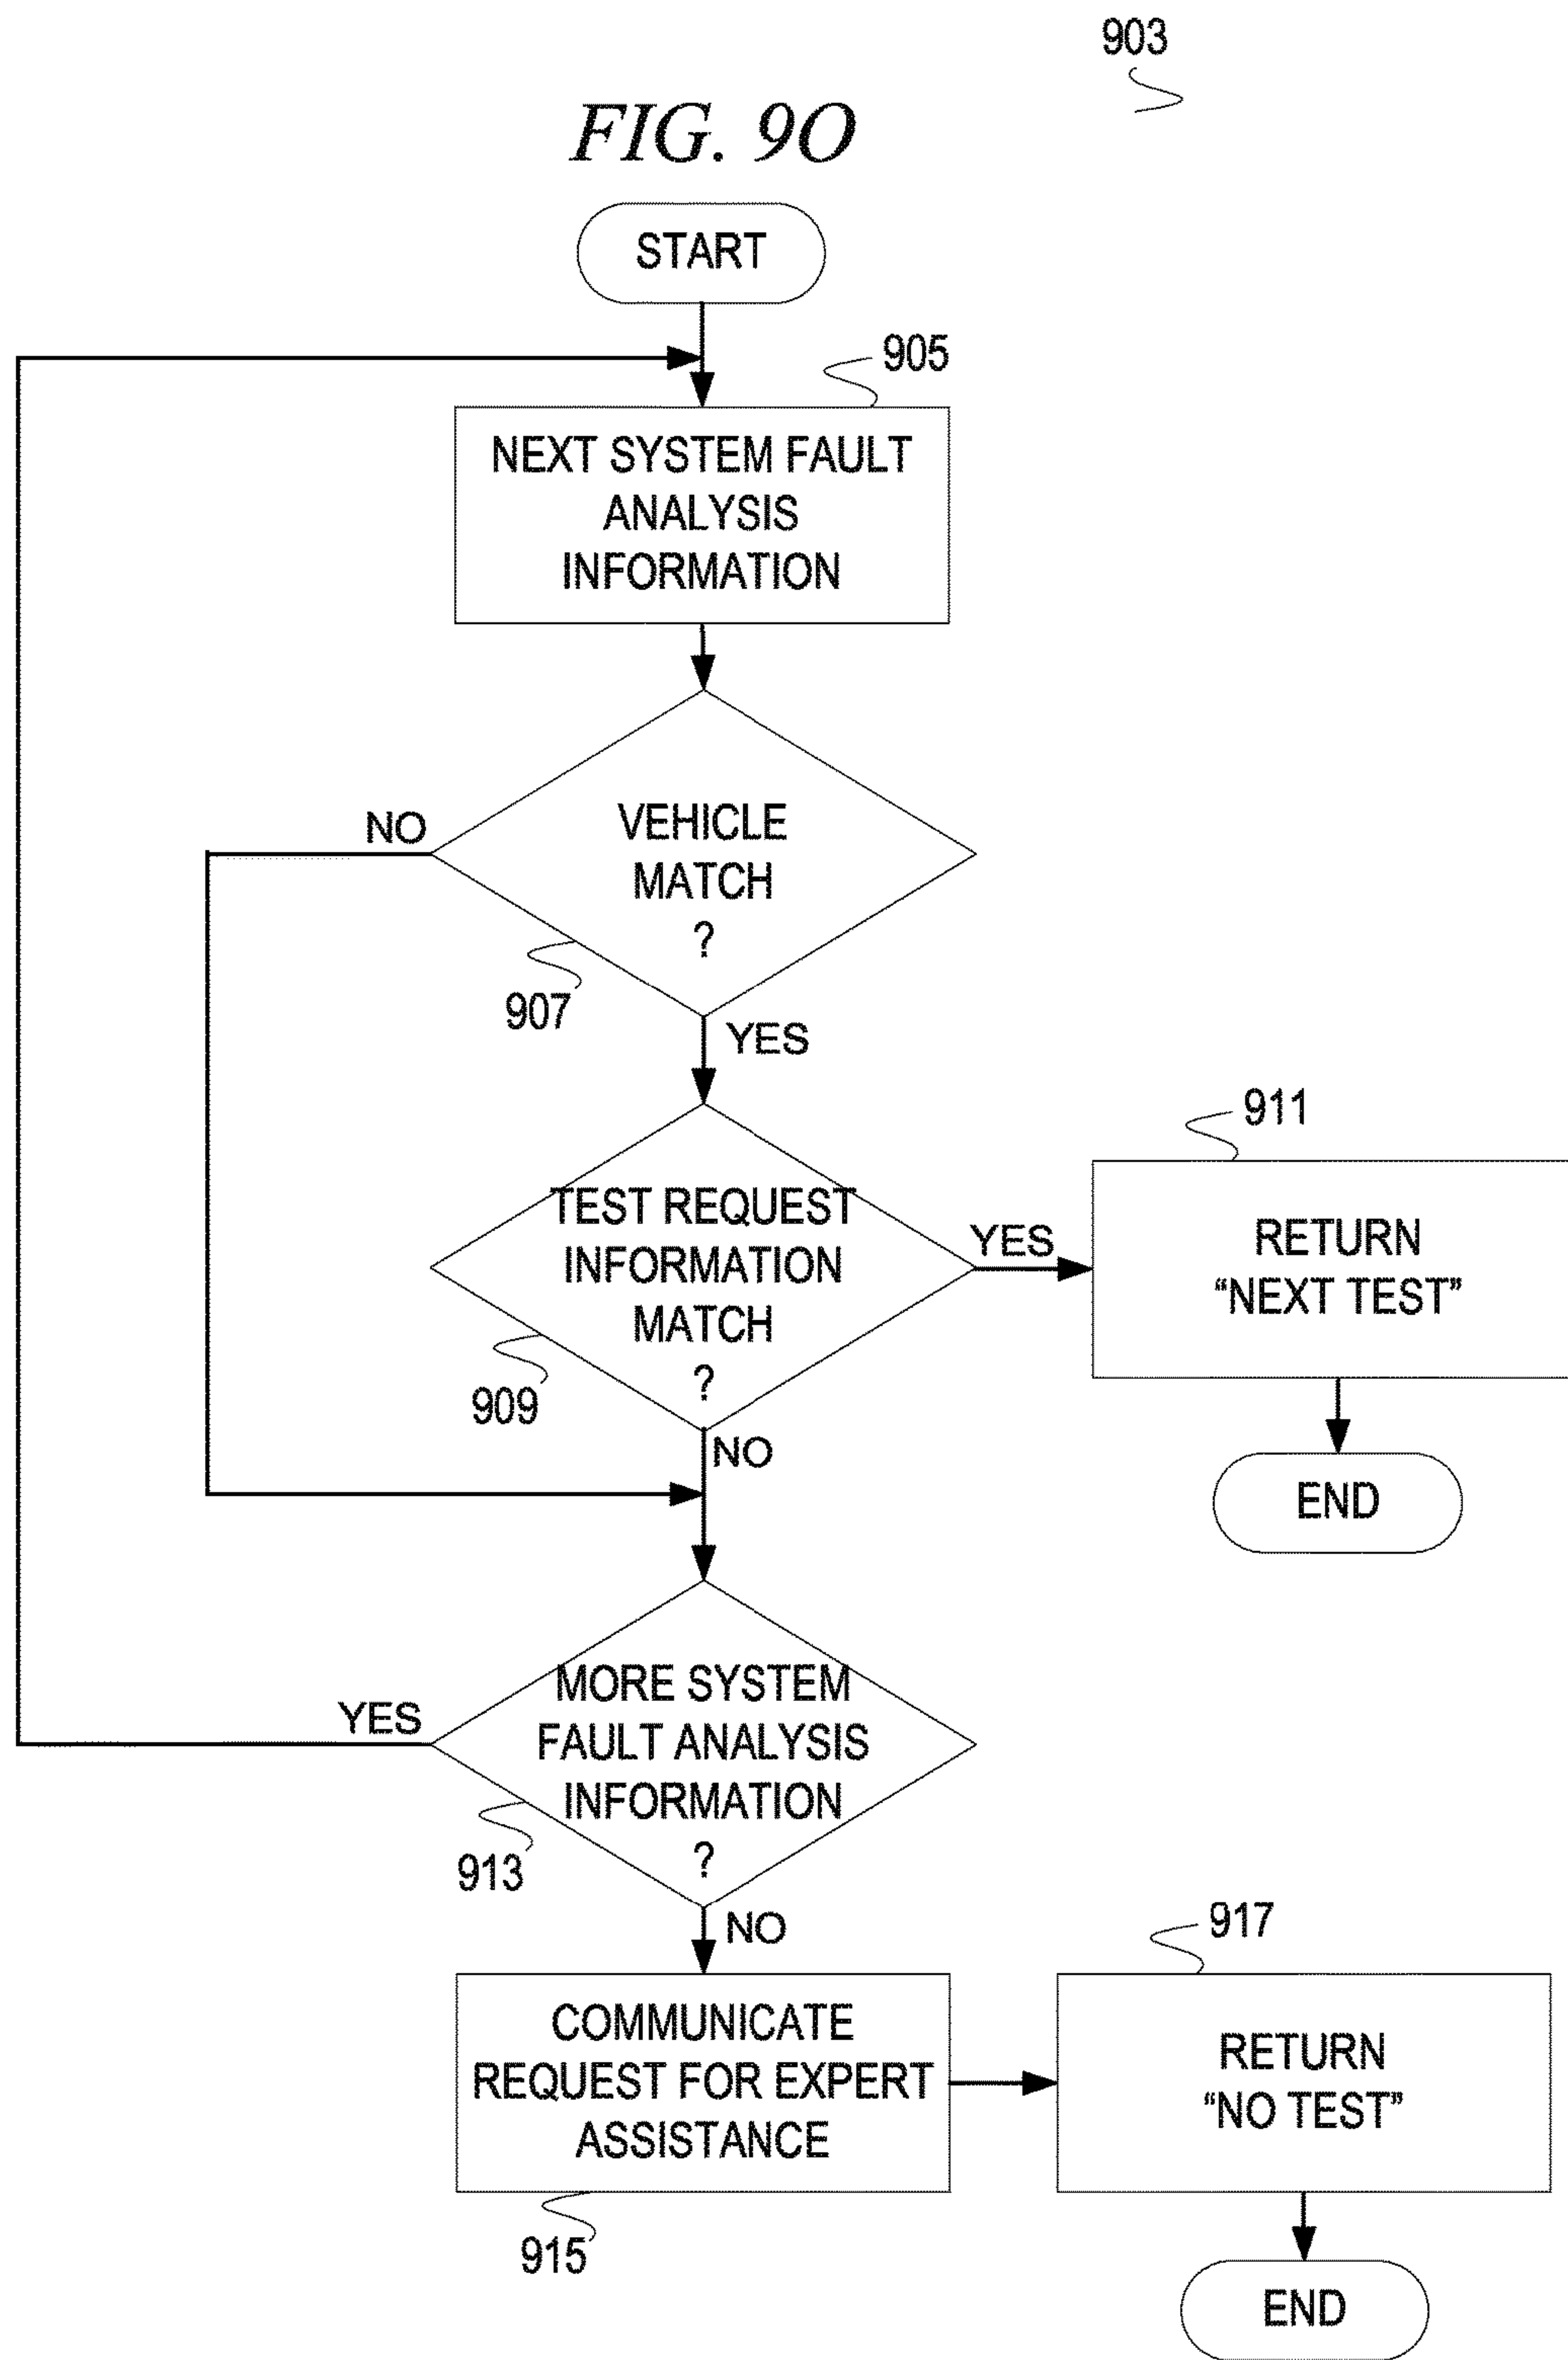 903
FIG. 9O
START
905
NEXT SYSTEM FAULT
ANALYSIS
INFORMATION
NO
VEHICLE
MATCH
?
907
YES
911
TEST REQUEST
INFORMATION
MATCH
?
YES
RETURN
“NEXT TEST”
909
NO
END
YES
MORE SYSTEM
FAULT ANALYSIS
INFORMATION
?
913
NO
917
COMMUNICATE
REQUEST FOR EXPERT
ASSISTANCE
RETURN
“NO TEST”
915
END